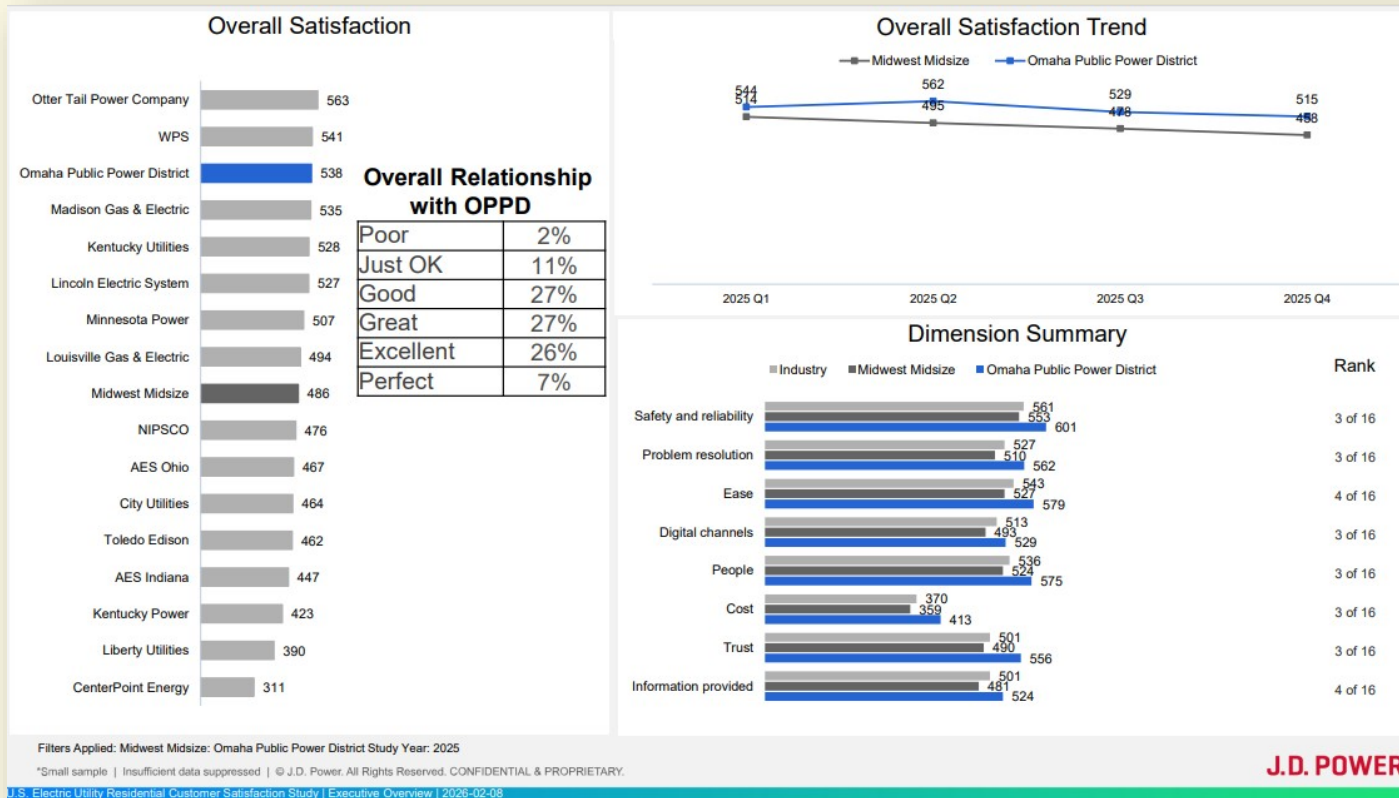 Overall Satisfaction
Otter Tail Power Company 563
WPS 541
Omaha Public Power District 538
Madison Gas & Electric 535
Kentucky Utilities 528
Lincoln Electric System 527
Minnesota Power 507
Louisville Gas & Electric 494
Midwest Midsize 486
NIPSCO 476
AES Ohio 467
City Utilities 464
Toledo Edison 462
AES Indiana 447
Kentucky Power 423
Liberty Utilities 390
CenterPoint Energy 311
Overall Relationship
with OPPD
Poor 2%
Just OK 11%
Good 27%
Great 27%
Excellent 26%
Perfect 7%
Overall Satisfaction Trend
Midwest Midsize Omaha Public Power District
544 562 529 515
514 495 478 458
2025 Q1 2025 Q2 2025 Q3 2025 Q4
Dimension Summary
Industry Midwest Midsize Omaha Public Power District Rank
Safety and reliability 561 553 601 3 of 16
Problem resolution 527 510 562 3 of 16
Ease 543 527 579 4 of 16
Digital channels 513 493 529 3 of 16
People 536 524 575 3 of 16
Cost 370 359 413 3 of 16
Trust 501 490 556 3 of 16
Information provided 501 481 524 4 of 16
Filters Applied: Midwest Midsize: Omaha Public Power District Study Year: 2025
*Small sample | Insufficient data suppressed | © J.D. Power. All Rights Reserved. CONFIDENTIAL & PROPRIETARY.
J.D. POWER
U.S. Electric Utility Residential Customer Satisfaction Study | Executive Overview | 2026-02-08